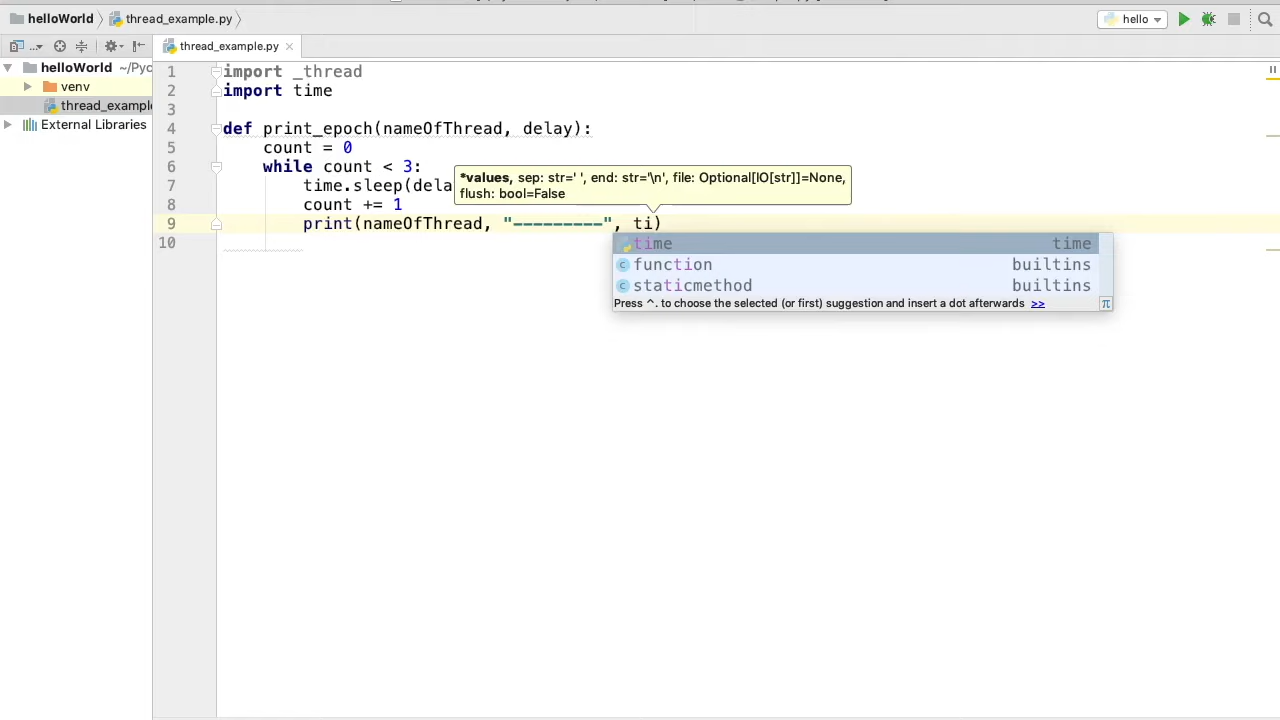 helloWorld thread_example.py hello
... thread_example.py
helloWorld ~/Pyc
venv
thread_example
External Libraries
1 import _thread
2 import time
3
4 def print_epoch(nameOfThread, delay):
5 count = 0
6 while count < 3:
7 time.sleep(dela
8 count += 1
9 print(nameOfThread, "---------", ti)
10
*values, sep: str=' ', end: str='\n', file: Optional[IO[str]]=None,
flush: bool=False
time time
function builtins
staticmethod builtins
Press ^. to choose the selected (or first) suggestion and insert a dot afterwards >> π